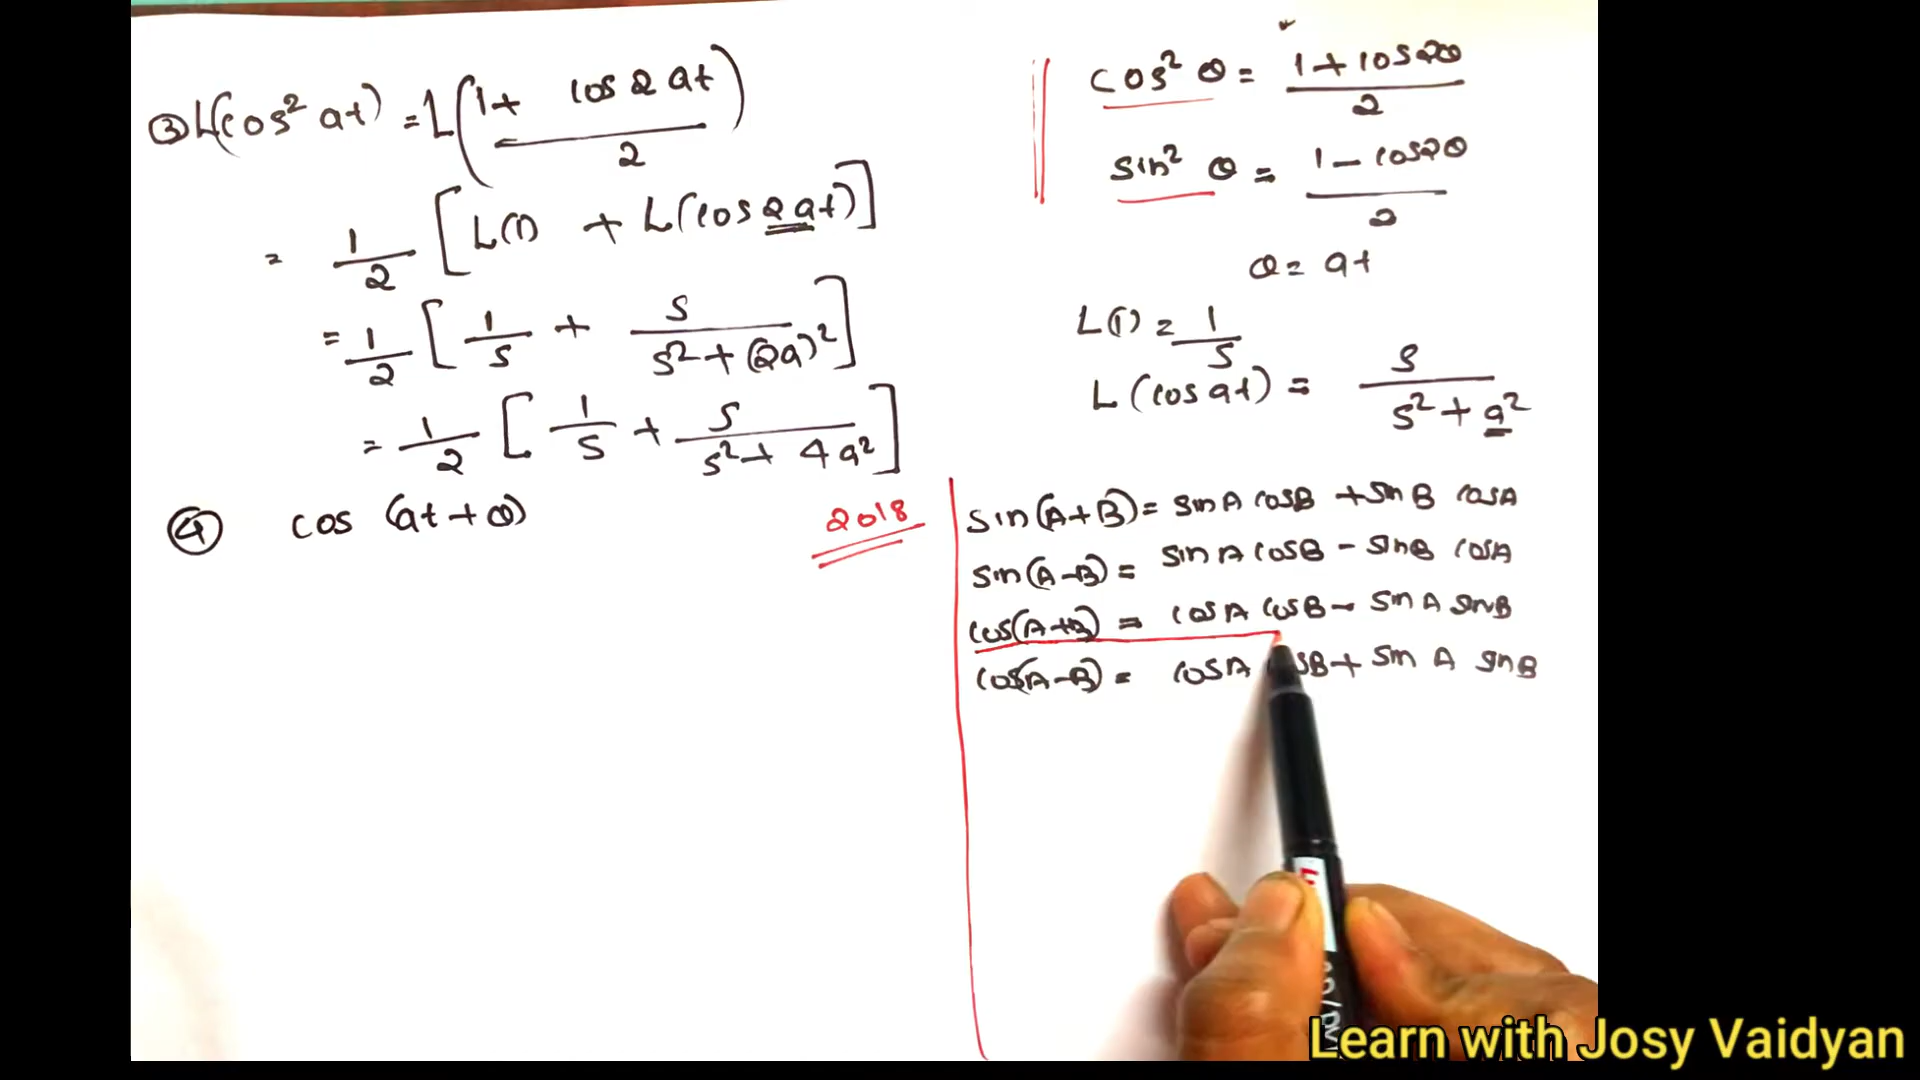 ③ L(cos² at) = L(1 + cos 2 at / 2)
= 1/2 [L(1) + L(cos 2at)]
= 1/2 [1/s + s/s² + (2a)²]
= 1/2 [1/s + s/s² + 4a²]
④ cos (at + θ)
2018
cos² θ = 1 + cos 2θ / 2
sin² θ = 1 - cos 2θ / 2
θ = at
L(1) = 1/s
L (cos at) = s/s² + a²
sin(A+B) = sin A cos B + sin B cos A
sin(A-B) = sin A cos B - sin B cos A
cos(A+B) = cos A cos B - sin A sin B
cos(A-B) = cos A cosB + sin A sin B
Learn with Josy Vaidyan